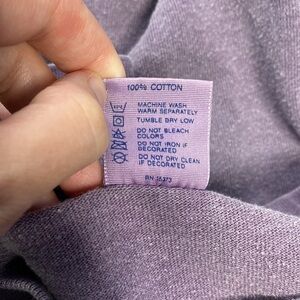 100% COTTON
MACHINE WASH
WARM SEPARATELY
TUMBLE DRY LOW
DO NOT BLEACH
COLORS
DO NOT IRON IF
DECORATED
DO NOT DRY CLEAN
IF DECORATED
RN 15373